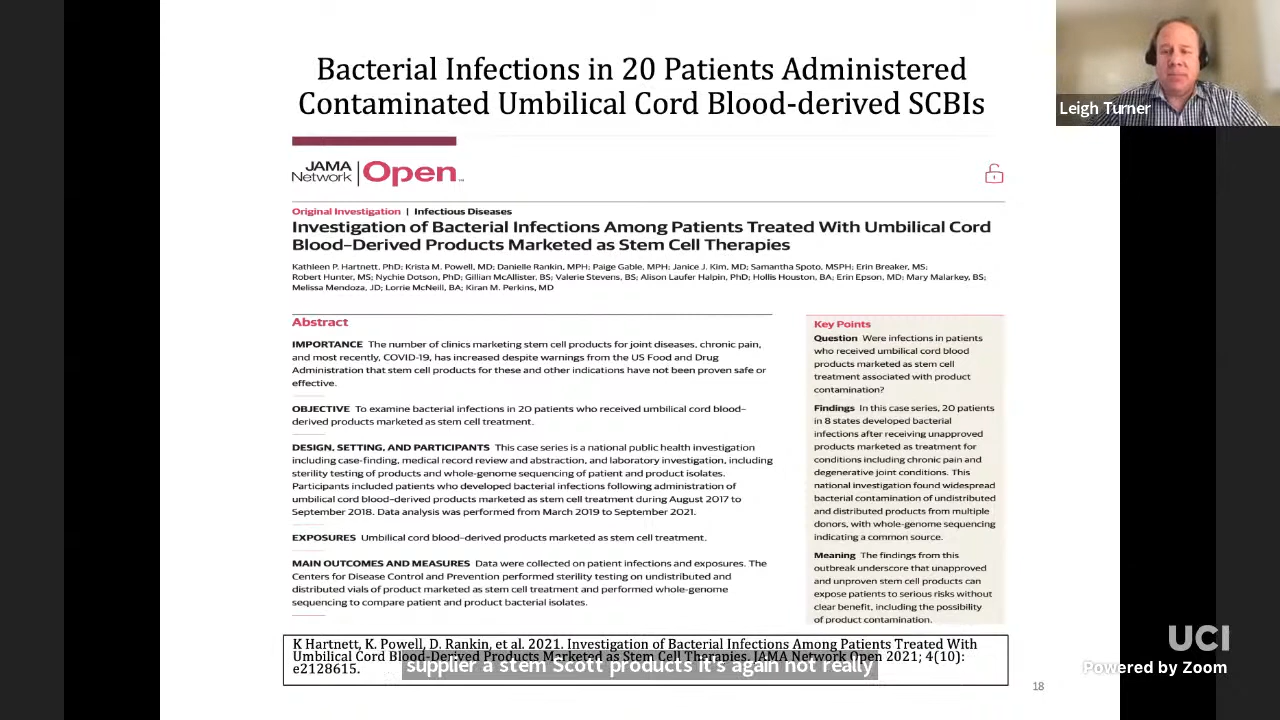 Bacterial Infections in 20 Patients Administered
Contaminated Umbilical Cord Blood-derived SCBIs
Leigh Turner
JAMA
Network
Open™
Original Investigation | Infectious Diseases
Investigation of Bacterial Infections Among Patients Treated With Umbilical Cord
Blood–Derived Products Marketed as Stem Cell Therapies
Kathleen P. Hartnett, PhD; Krista M. Powell, MD; Danielle Rankin, MPH; Paige Gable, MPH; Janice J. Kim, MD; Samantha Spoto, MSPH; Erin Breaker, MS;
Robert Hunter, MS; Nychie Dotson, PhD; Gillian McAllister, BS; Valerie Stevens, BS; Alison Laufer Halpin, PhD; Hollis Houston, BA; Erin Epson, MD; Mary Malarkey, BS;
Melissa Mendoza, JD; Lorrie McNeill, BA; Kiran M. Perkins, MD
Abstract
IMPORTANCE The number of clinics marketing stem cell products for joint diseases, chronic pain,
and most recently, COVID-19, has increased despite warnings from the US Food and Drug
Administration that stem cell products for these and other indications have not been proven safe or
effective.
OBJECTIVE To examine bacterial infections in 20 patients who received umbilical cord blood–
derived products marketed as stem cell treatment.
DESIGN, SETTING, AND PARTICIPANTS This case series is a national public health investigation
including case-finding, medical record review and abstraction, and laboratory investigation, including
sterility testing of products and whole-genome sequencing of patient and product isolates.
Participants included patients who developed bacterial infections following administration of
umbilical cord blood–derived products marketed as stem cell treatment during August 2017 to
September 2018. Data analysis was performed from March 2019 to September 2021.
EXPOSURES Umbilical cord blood–derived products marketed as stem cell treatment.
MAIN OUTCOMES AND MEASURES Data were collected on patient infections and exposures. The
Centers for Disease Control and Prevention performed sterility testing on undistributed and
distributed vials of product marketed as stem cell treatment and performed whole-genome
sequencing to compare patient and product bacterial isolates.
Key Points
Question Were infections in patients
who received umbilical cord blood
products marketed as stem cell
treatment associated with product
contamination?
Findings In this case series, 20 patients
in 8 states developed bacterial
infections after receiving unapproved
products marketed as treatment for
conditions including chronic pain and
degenerative joint conditions. This
national investigation found widespread
bacterial contamination of undistributed
and distributed products from multiple
donors, with whole-genome sequencing
indicating a common source.
Meaning The findings from this
outbreak underscore that unapproved
and unproven stem cell products can
expose patients to serious risks without
clear benefit, including the possibility
of product contamination.
K Hartnett, K. Powell, D. Rankin, et al. 2021. Investigation of Bacterial Infections Among Patients Treated With
Umbilical Cord Blood-Derived Products Marketed as Stem Cell Therapies. JAMA Network Open 2021; 4(10):
e2128615.
supplier a stem Scott products it's again not really
UCI
Powered by Zoom
18